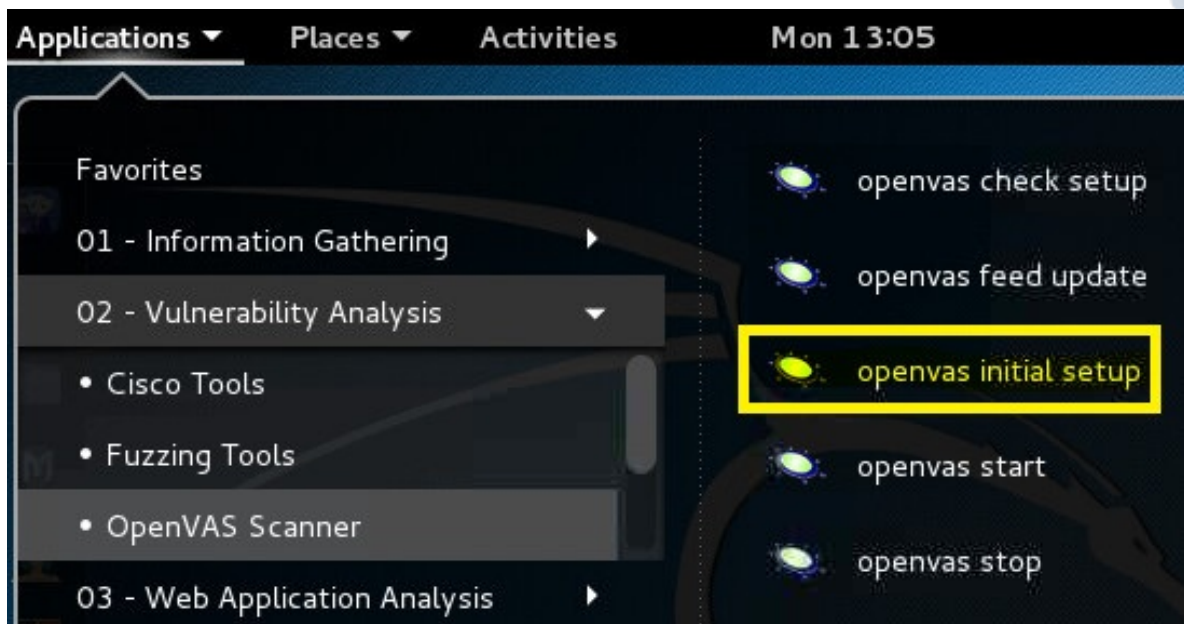 Applications Places Activities Mon 13:05
Favorites
01 - Information Gathering
02 - Vulnerability Analysis
• Cisco Tools
• Fuzzing Tools
• OpenVAS Scanner
03 - Web Application Analysis
openvas check setup
openvas feed update
openvas initial setup
openvas start
openvas stop